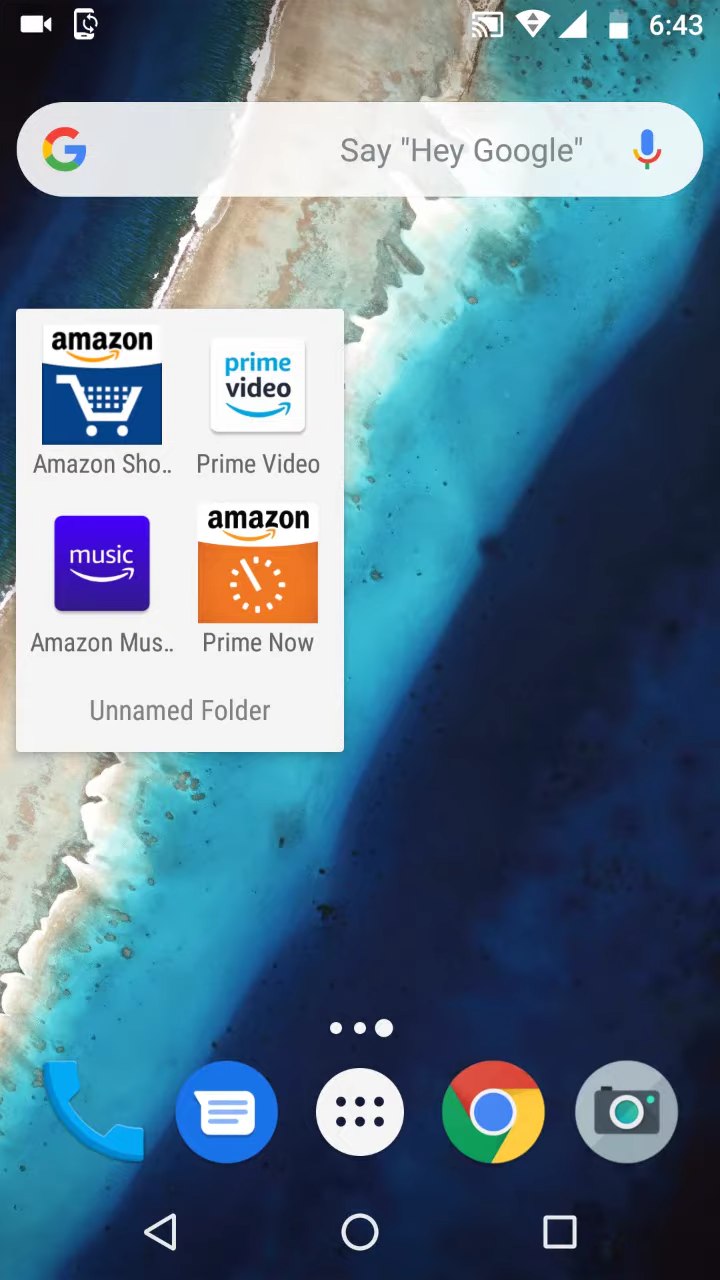 6:43
Say "Hey Google"
amazon
prime
video
Amazon Sho..
Prime Video
music
amazon
Amazon Mus..
Prime Now
Unnamed Folder